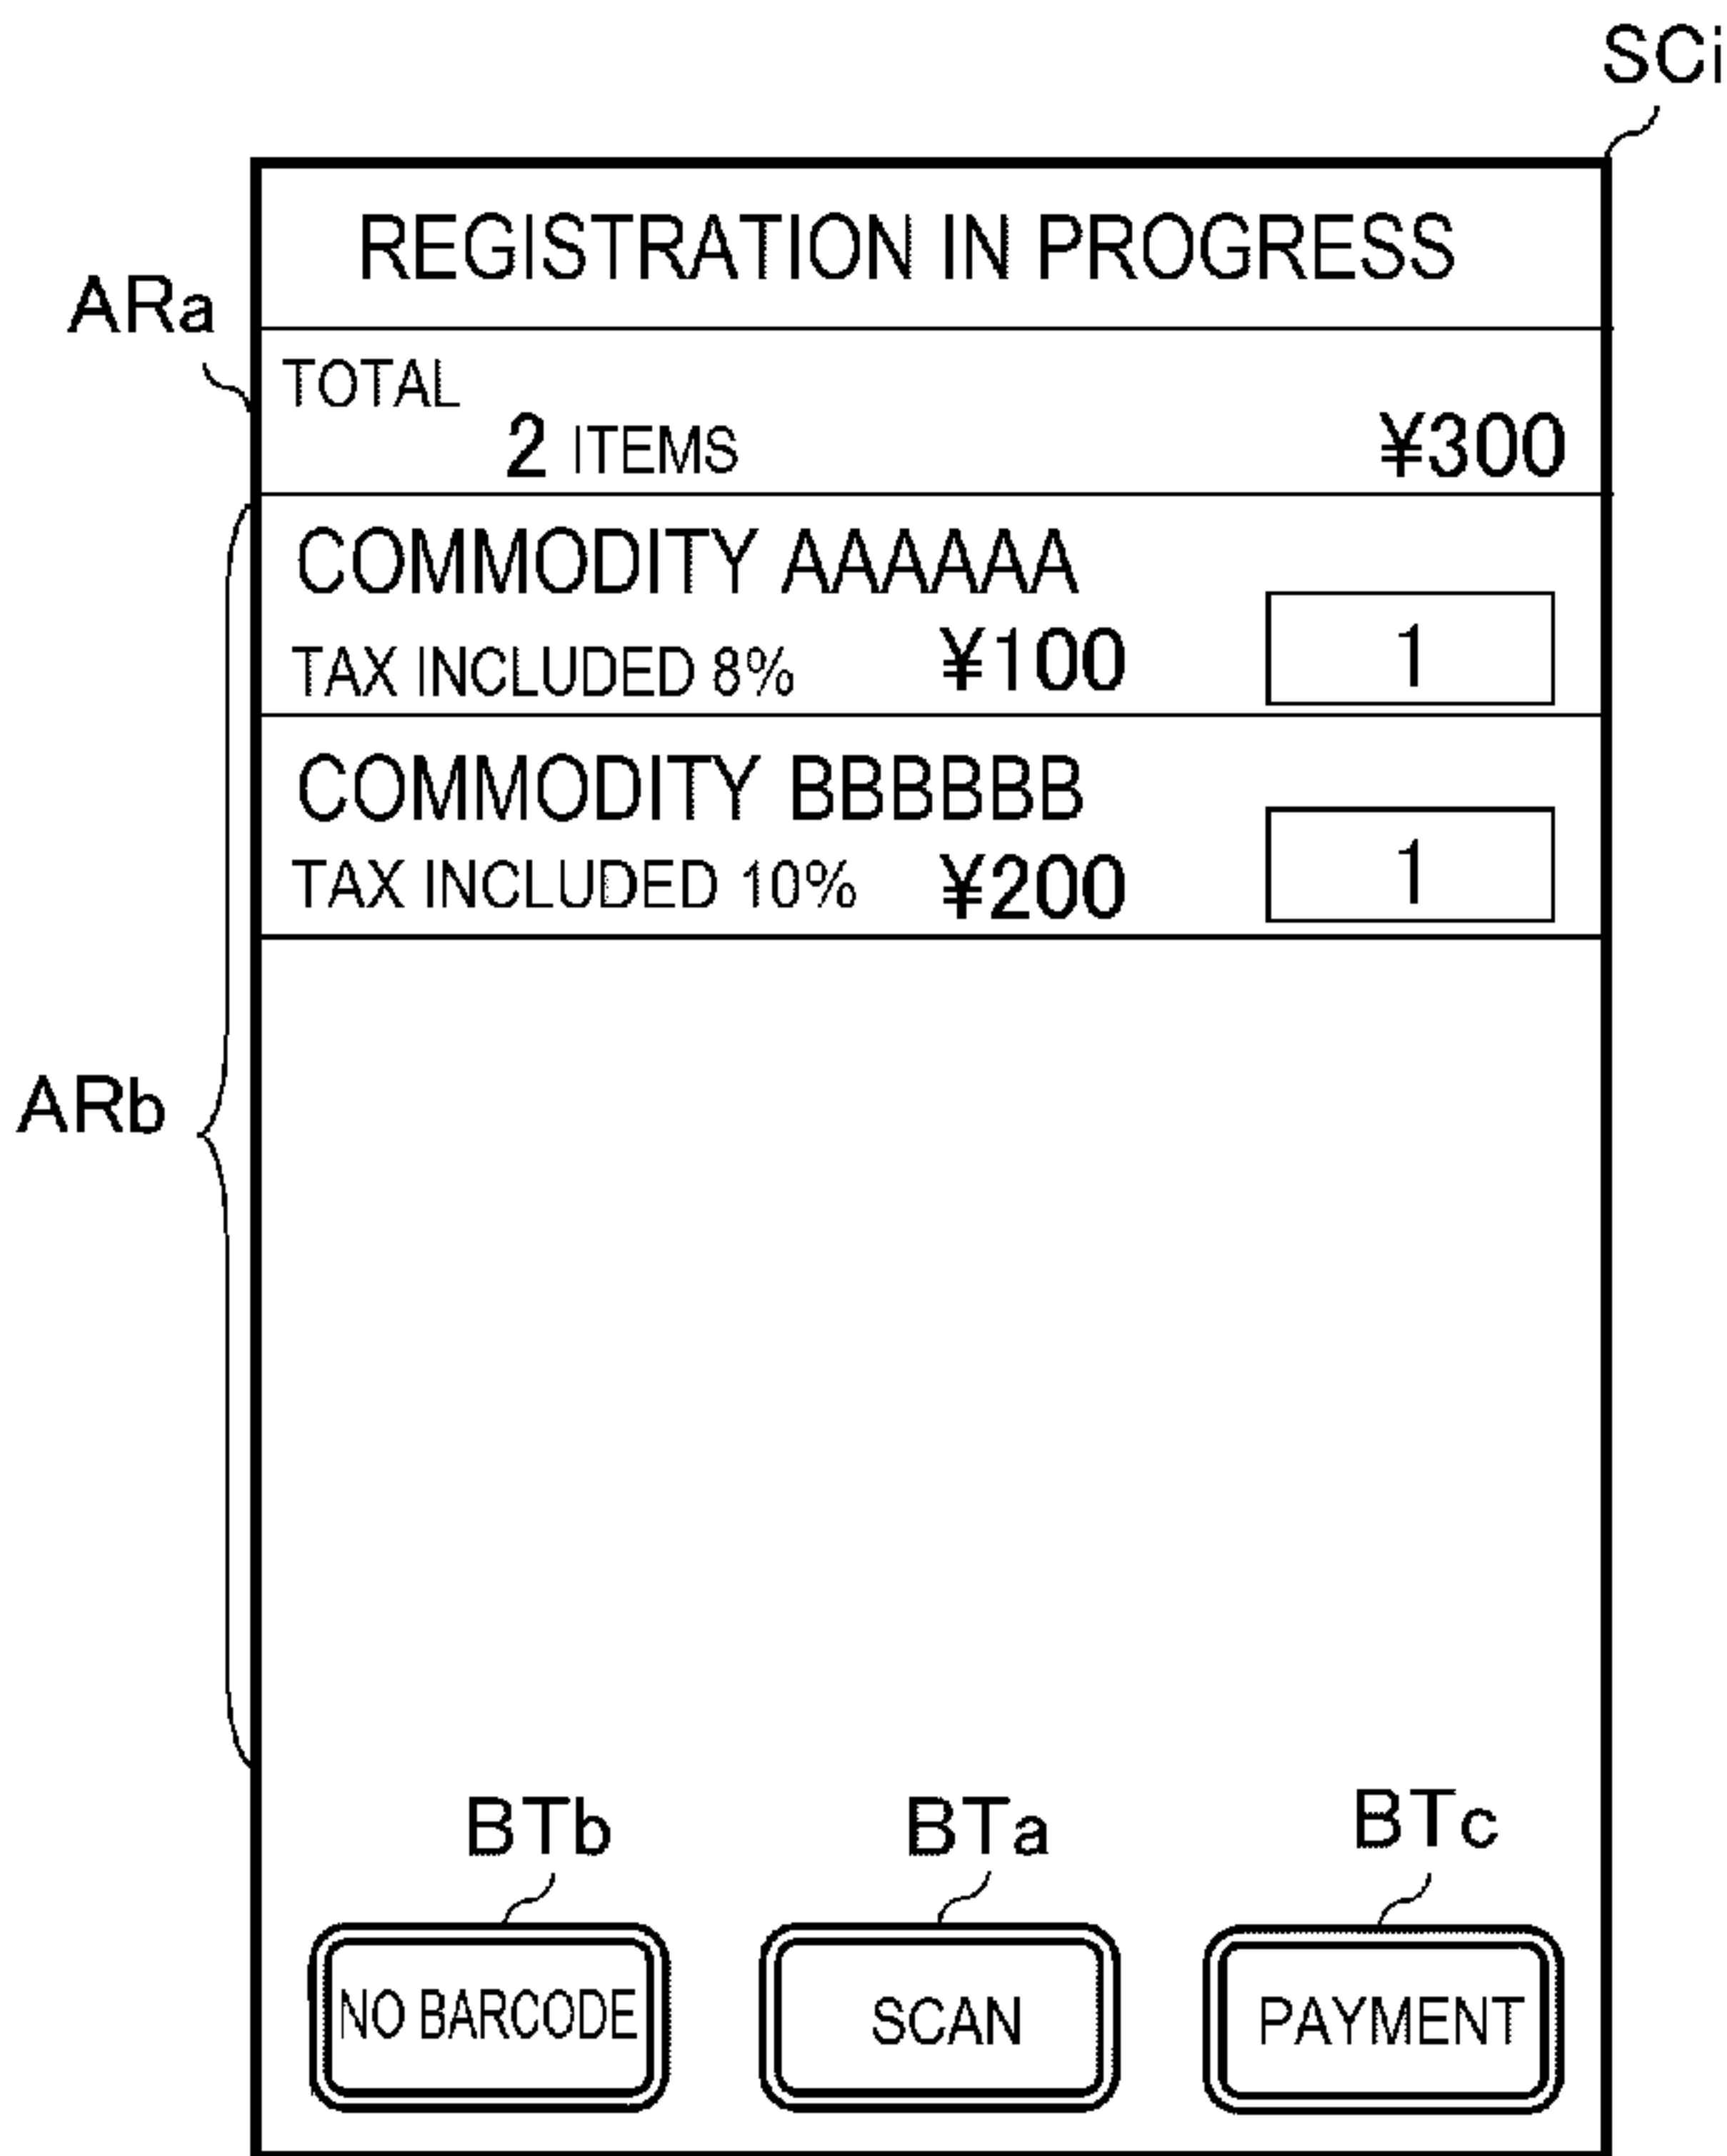 SCi
REGISTRATION IN PROGRESS
ARa
TOTAL
2 ITEMS ¥300
COMMODITY AAAAAA
TAX INCLUDED 8% ¥100 1
COMMODITY BBBBBB
TAX INCLUDED 10% ¥200 1
ARb
BTb BTa BTc
NO BARCODE SCAN PAYMENT